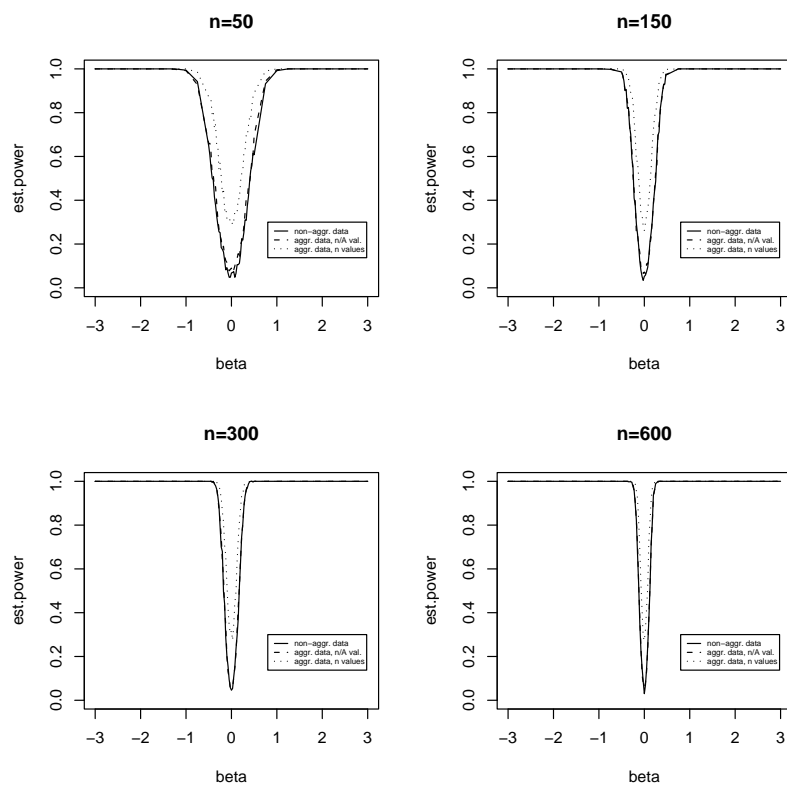 n=50
est.power
0.0 0.2 0.4 0.6 0.8 1.0
non−aggr. data
aggr. data, n/A val.
aggr. data, n values
−3 −2 −1 0 1 2 3
beta
n=150
est.power
0.0 0.2 0.4 0.6 0.8 1.0
non−aggr. data
aggr. data, n/A val.
aggr. data, n values
−3 −2 −1 0 1 2 3
beta
n=300
est.power
0.0 0.2 0.4 0.6 0.8 1.0
non−aggr. data
aggr. data, n/A val.
aggr. data, n values
−3 −2 −1 0 1 2 3
beta
n=600
est.power
0.0 0.2 0.4 0.6 0.8 1.0
non−aggr. data
aggr. data, n/A val.
aggr. data, n values
−3 −2 −1 0 1 2 3
beta